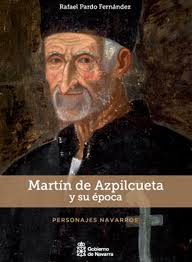 Rafael Pardo Fernández
Martín de Azpilcueta
y su época
PERSONAJES NAVARROS
Gobierno
de Navarra